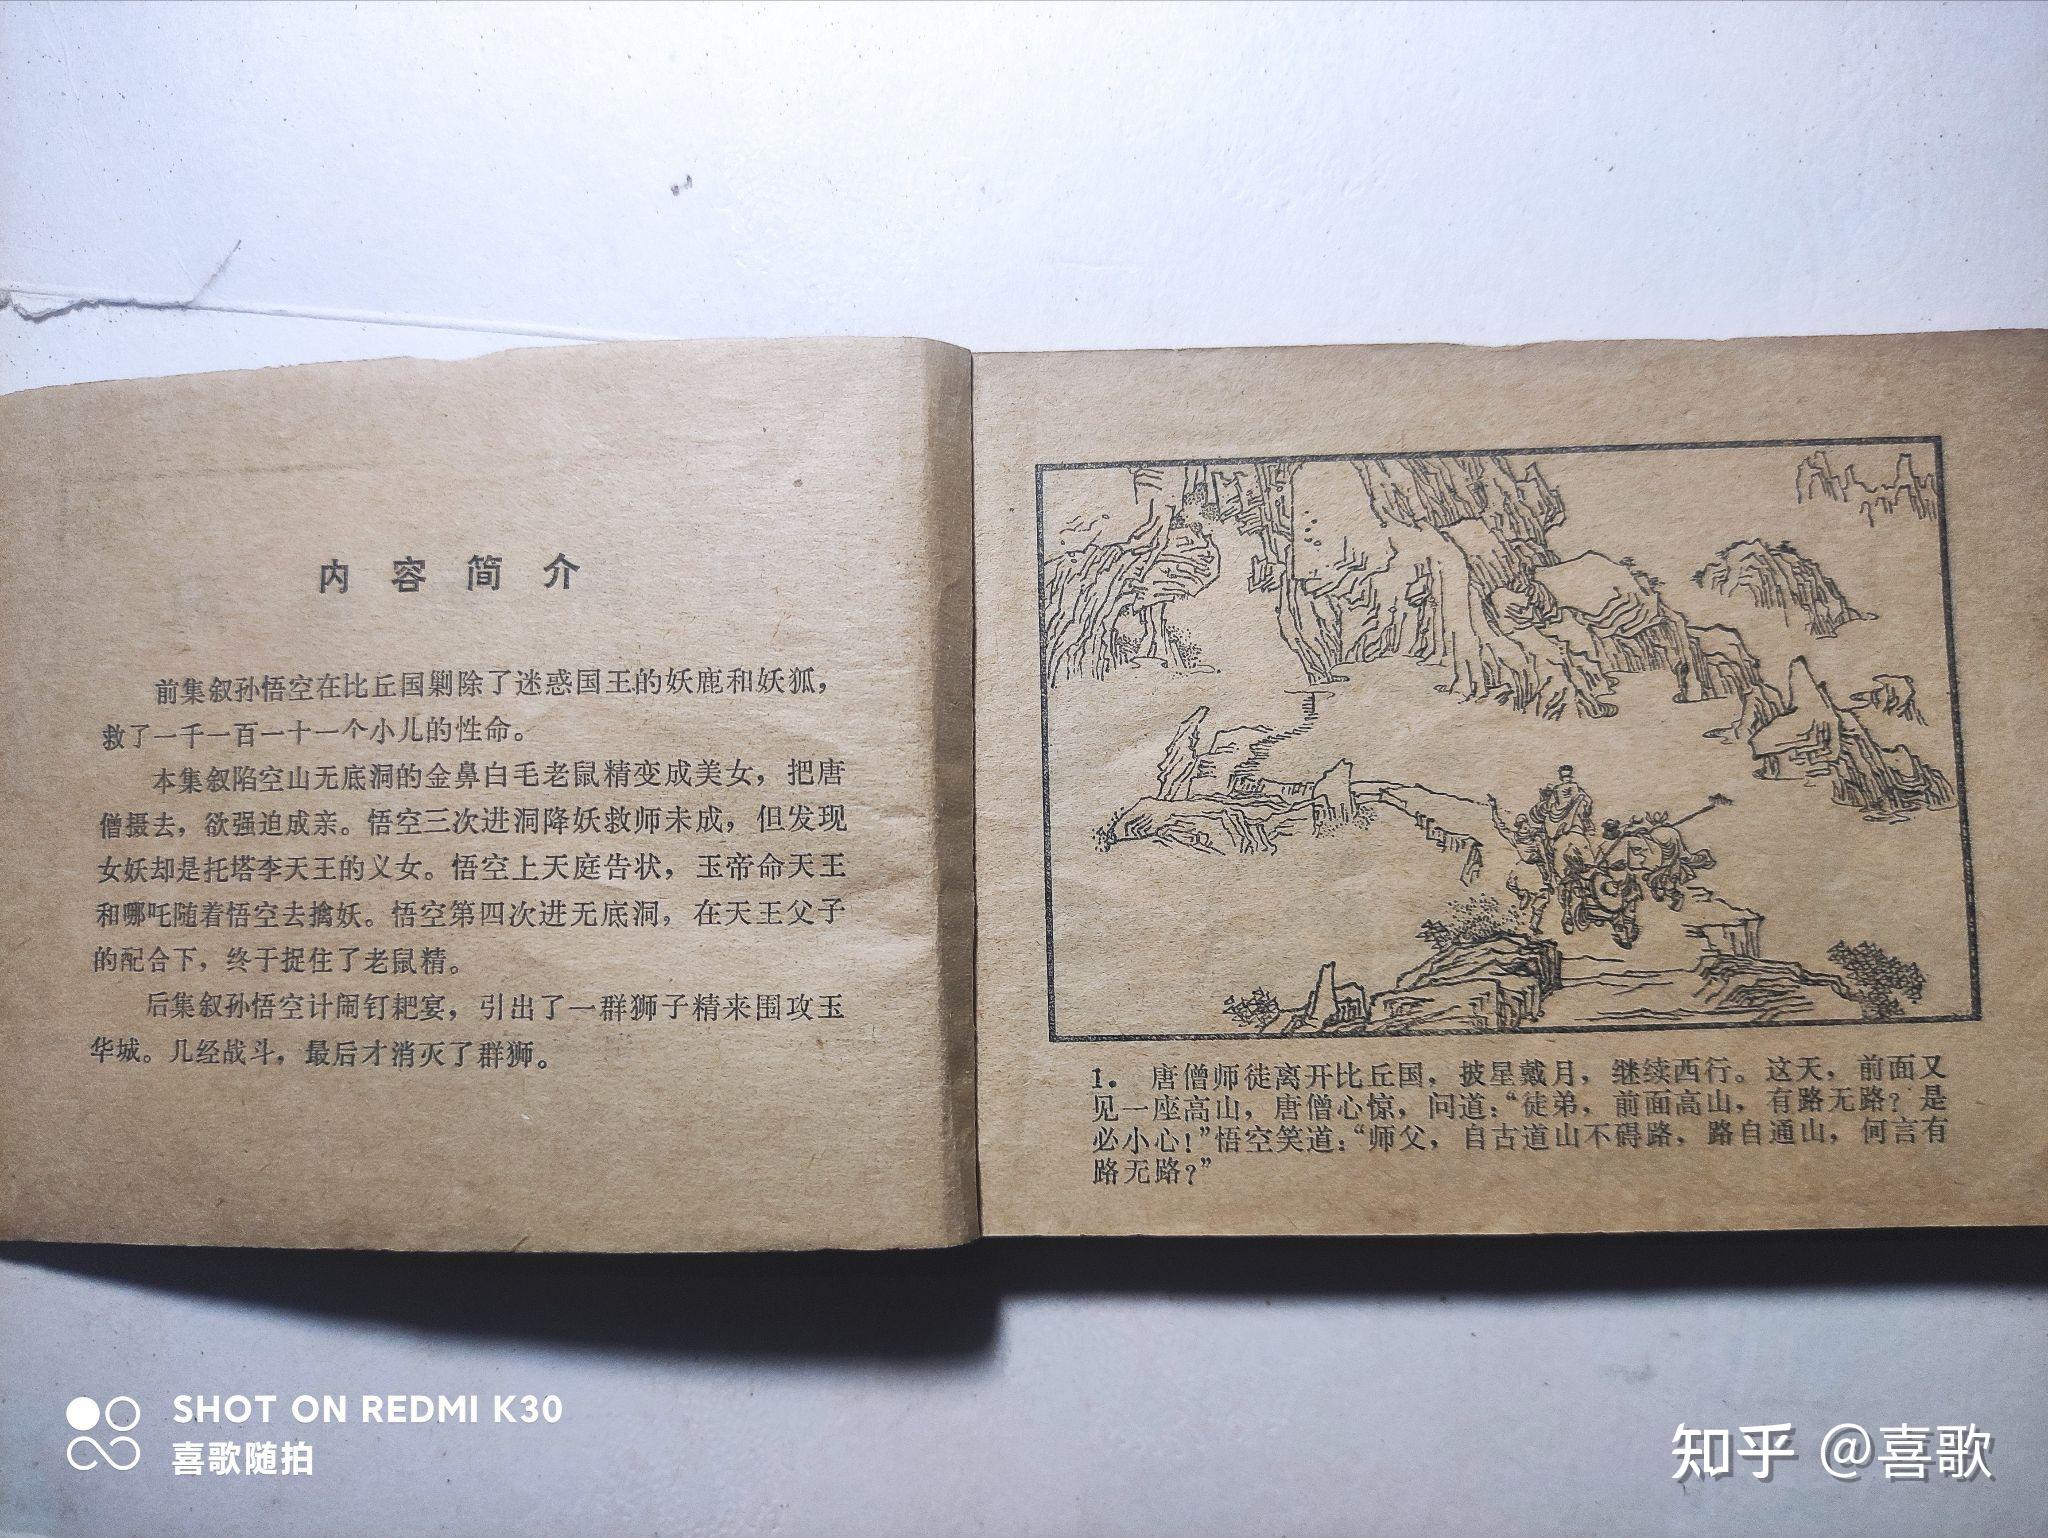 内容简介
前集叙孙悟空在比丘国剿除了迷惑国王的妖鹿和妖狐，
救了一千一百一十一个小儿的性命。
本集叙陷空山无底洞的金鼻白毛老鼠精变成美女，把唐
僧摄去，欲强迫成亲。悟空三次进洞降妖救师未成，但发现
女妖却是托塔李天王的义女。悟空上天庭告状，玉帝命天王
和哪吒随着悟空去擒妖。悟空第四次进无底洞，在天王父子
的配合下，终于捉住了老鼠精。
后集叙孙悟空计闹钉耙宴，引出了一群狮子精来围攻玉
华城。几经战斗，最后才消灭了群狮。
1. 唐僧师徒离开比丘国，披星戴月，继续西行。这天，前面又
见一座高山，唐僧心惊，问道：“徒弟，前面高山，有路无路？是
必小心！”悟空笑道：“师父，自古道山不碍路，路自通山，何言有
路无路？”
SHOT ON REDMI K30
喜歌随拍
知乎 @喜歌